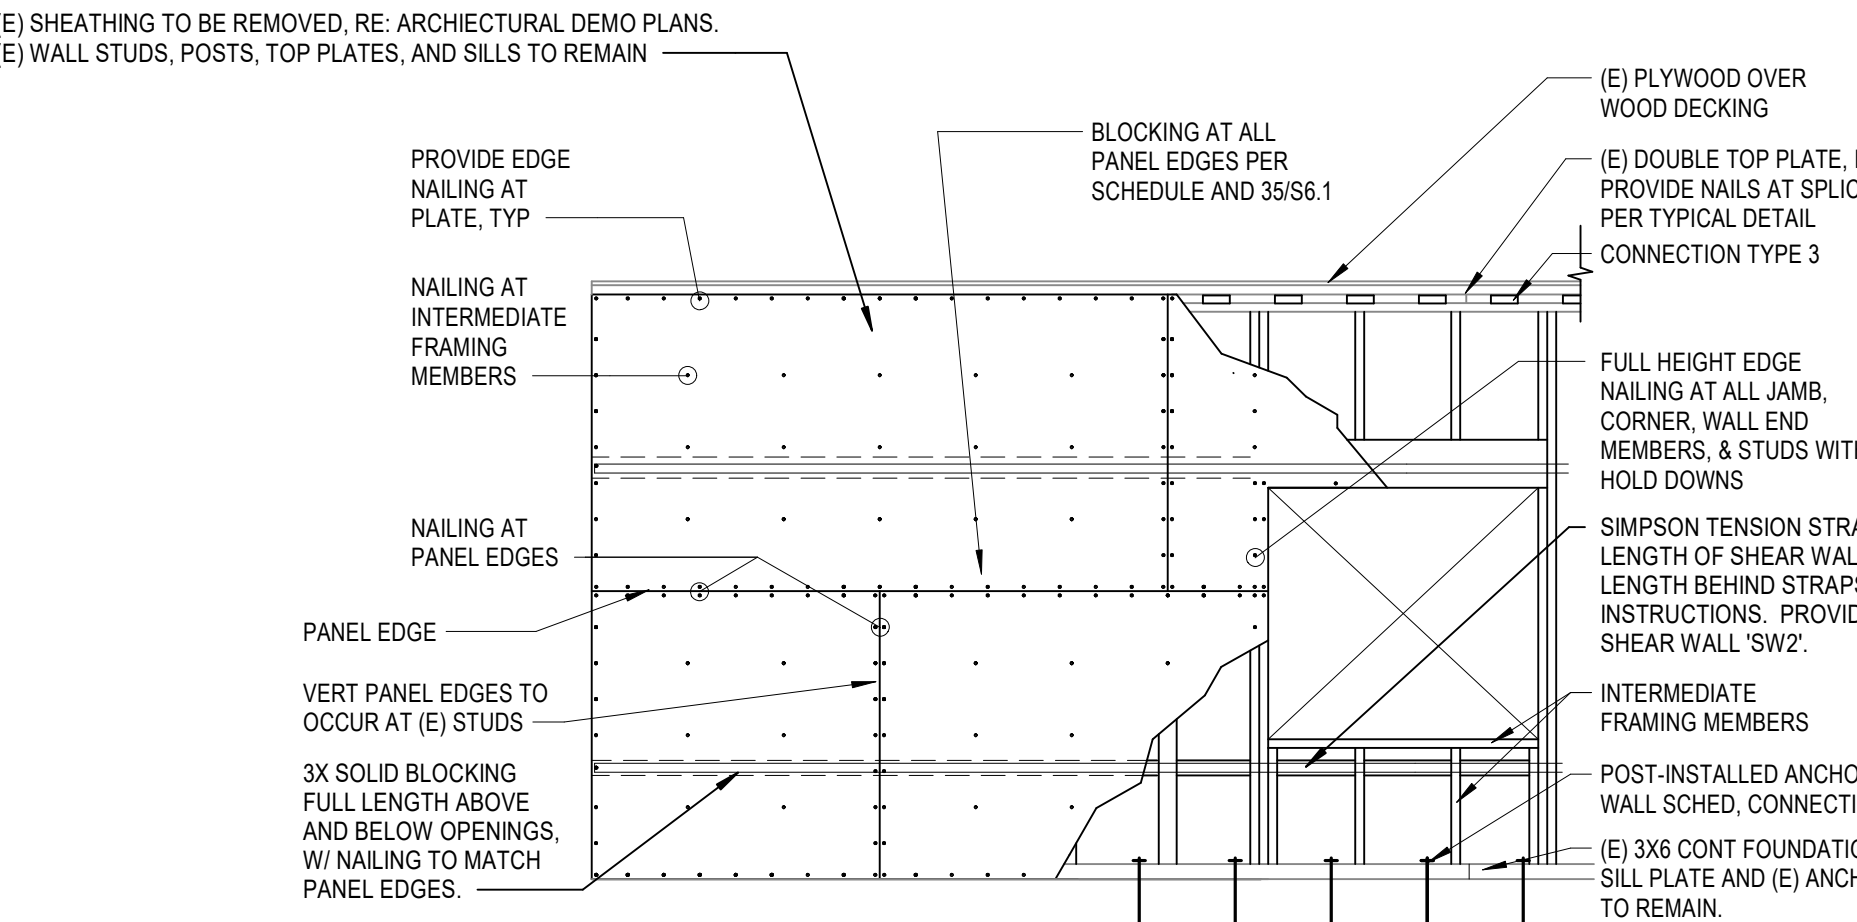 E) SHEATHING TO BE REMOVED, RE: ARCHIECTURAL DEMO PLANS.
E) WALL STUDS, POSTS, TOP PLATES, AND SILLS TO REMAIN
PROVIDE EDGE
NAILING AT
PLATE, TYP
NAILING AT
INTERMEDIATE
FRAMING
MEMBERS
NAILING AT
PANEL EDGES
PANEL EDGE
VERT PANEL EDGES TO
OCCUR AT (E) STUDS
3X SOLID BLOCKING
FULL LENGTH ABOVE
AND BELOW OPENINGS,
W/ NAILING TO MATCH
PANEL EDGES.
BLOCKING AT ALL
PANEL EDGES PER
SCHEDULE AND 35/S6.1
(E) PLYWOOD OVER
WOOD DECKING
(E) DOUBLE TOP PLATE,
PROVIDE NAILS AT SPLIC
PER TYPICAL DETAIL
CONNECTION TYPE 3
FULL HEIGHT EDGE
NAILING AT ALL JAMB,
CORNER, WALL END
MEMBERS, & STUDS WITH
HOLD DOWNS
SIMPSON TENSION STRA
LENGTH OF SHEAR WAL
LENGTH BEHIND STRAPS
INSTRUCTIONS. PROVID
SHEAR WALL 'SW2'.
INTERMEDIATE
FRAMING MEMBERS
POST-INSTALLED ANCHO
WALL SCHED, CONNECTI
(E) 3X6 CONT FOUNDATIO
SILL PLATE AND (E) ANCH
TO REMAIN.